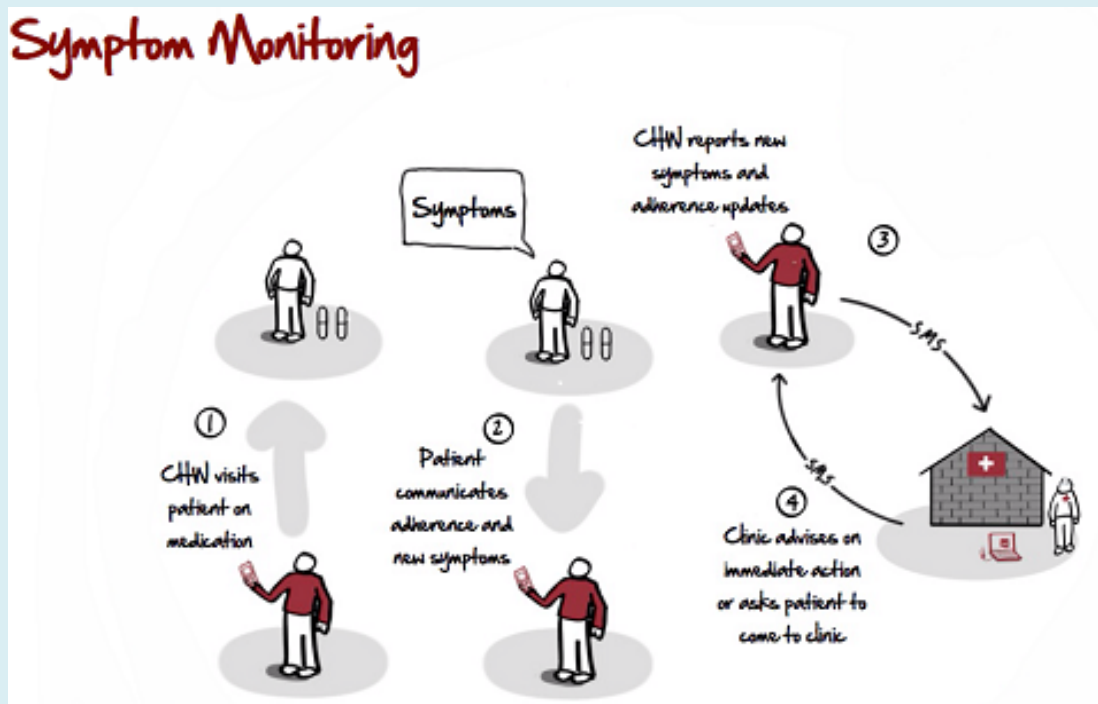 Symptom Monitoring
①
CHW visits
patient on
medication
Symptoms
②
Patient
communicates
adherence and
new symptoms
CHW reports new
symptoms and
adherence updates
③
SMS
SMS
④
Clinic advises on
immediate action
or asks patient to
come to clinic